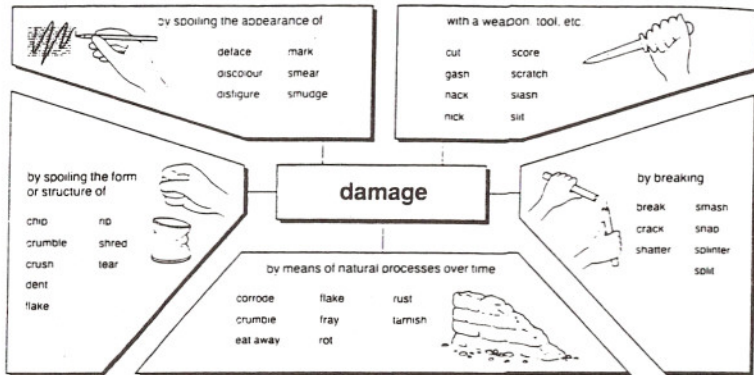 by spoiling the appearance of
deface mark
discolour smear
disfigure smudge
with a weapon, tool, etc.
cut score
gash scratch
hack slash
nick slit
by spoiling the form
or structure of
chip rip
crumble shred
crush tear
dent
flake
damage
by breaking
break smash
crack snap
shatter splinter
split
by means of natural processes over time
corrode flake rust
crumble fray tarnish
eat away rot